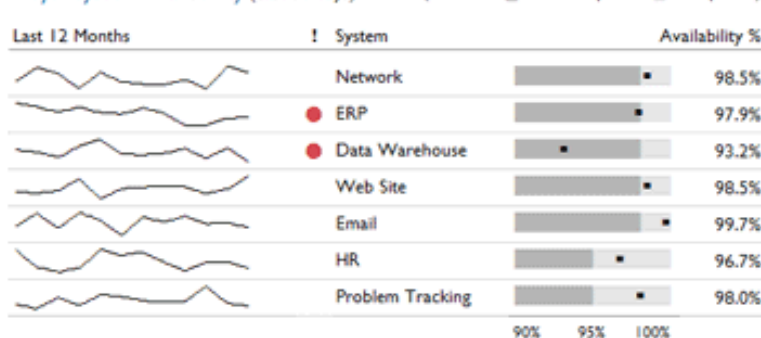 Last 12 Months ! System Availability %
Network 98.5%
ERP 97.9%
Data Warehouse 93.2%
Web Site 98.5%
Email 99.7%
HR 96.7%
Problem Tracking 98.0%
90% 95% 100%